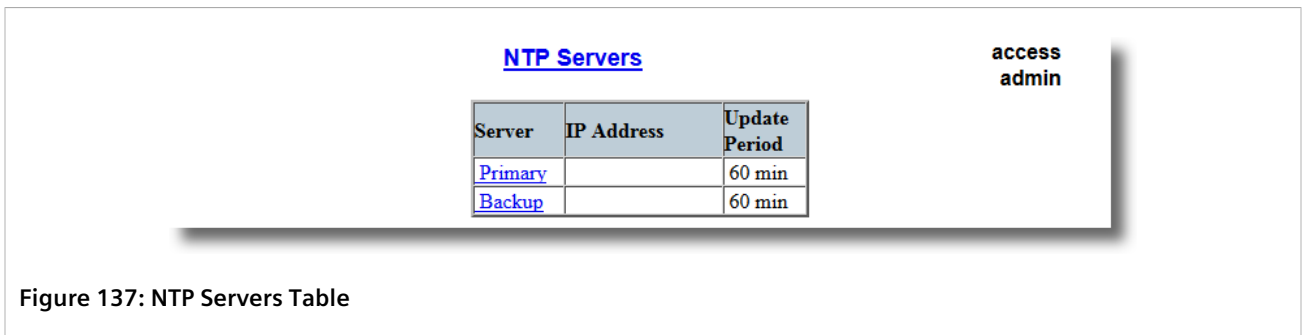 NTP Servers
access
admin
Server IP Address Update Period
Primary 60 min
Backup 60 min
Figure 137: NTP Servers Table